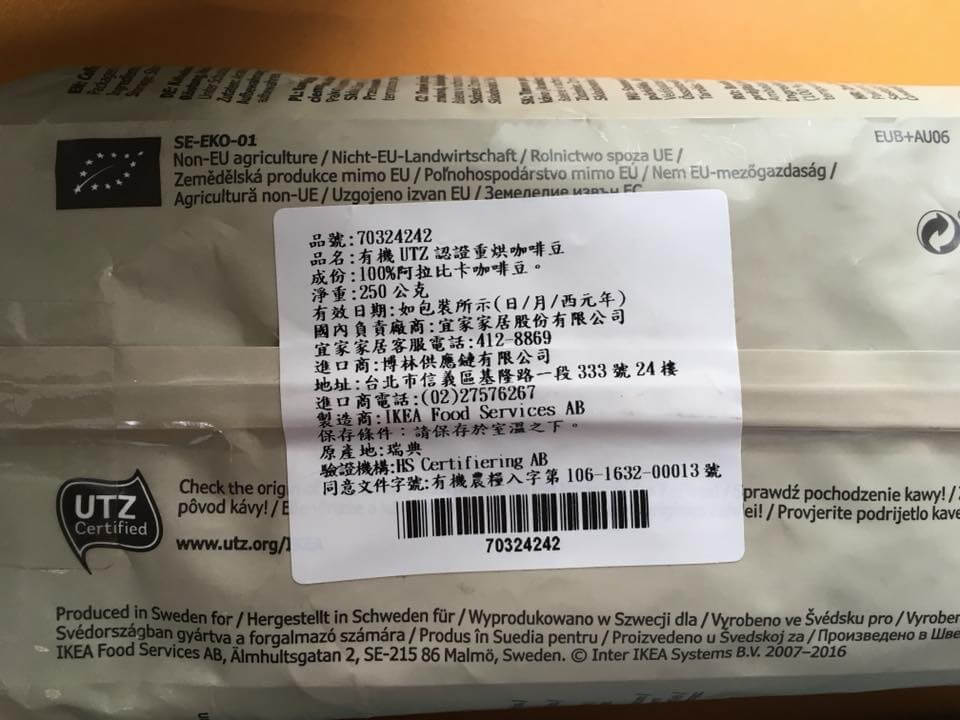 SE-EKO-01
EUB+AU06
Non-EU agriculture / Nicht-EU-Landwirtschaft / Rolnictwo spoza UE /
Zemědělská produkce mimo EU / Poľnohospodárstvo mimo EÚ / Nem EU-mezőgazdaság /
Agricultură non-UE / Uzgojeno izvan EU / Земеделие извън ЕС
品號:70324242
品名:有機 UTZ 認證重烘咖啡豆
成份:100%阿拉比卡咖啡豆。
淨重:250 公克
有效日期:如包裝所示(日/月/西元年)
國內負責廠商:宜家家居股份有限公司
宜家家居客服電話:412-8869
進口商:博林供應鏈有限公司
地址:台北市信義區基隆路一段 333 號 24 樓
進口商電話:(02)27576267
製造商:IKEA Food Services AB
保存條件:請保存於室溫之下。
原產地:瑞典
驗證機構:HS Certifiering AB
同意文件字號:有機農糧入字第 106-1632-00013 號
70324242
UTZ
Certified
Check the orig
prawdź pochodzenie kawy! /
pôvod kávy! /
ei! / Provjerite podrijetlo kave
www.utz.org/
Produced in Sweden for / Hergestellt in Schweden für / Wyprodukowano w Szwecji dla / Vyrobeno ve Švédsku pro / Vyroben
Svédországban gyártva a forgalmazó számára / Produs în Suedia pentru / Proizvedeno u Švedskoj za / Произведено в Шве
IKEA Food Services AB, Älmhultsgatan 2, SE-215 86 Malmö, Sweden. © Inter IKEA Systems B.V. 2007–2016